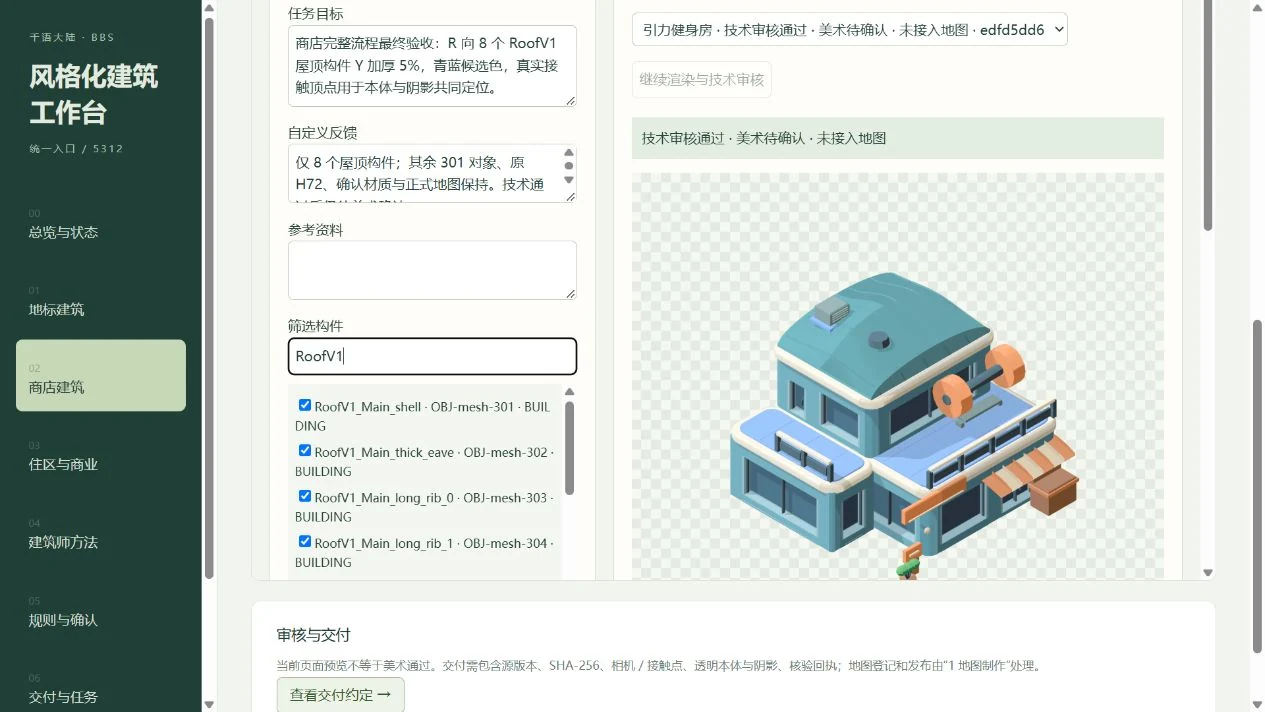 千语大陆 · BBS
风格化建筑
工作台
统一入口 / 5312
00
总览与状态
01
地标建筑
02
商店建筑
03
住区与商业
04
建筑师方法
05
规则与确认
06
交付与任务
任务目标
商店完整流程最终验收：R 向 8 个 RoofV1
屋顶构件 Y 加厚 5%，青蓝候选色，真实接
触顶点用于本体与阴影共同定位。
自定义反馈
仅 8 个屋顶构件；其余 301 对象、原
H72、确认材质与正式地图保持。技术通
参考资料
筛选构件
RoofV1
RoofV1_Main_shell · OBJ-mesh-301 · BUIL
DING
RoofV1_Main_thick_eave · OBJ-mesh-302 ·
BUILDING
RoofV1_Main_long_rib_0 · OBJ-mesh-303 ·
BUILDING
RoofV1_Main_long_rib_1 · OBJ-mesh-304 ·
BUILDING
引力健身房 · 技术审核通过 · 美术待确认 · 未接入地图 · edfd5dd6
继续渲染与技术审核
技术审核通过 · 美术待确认 · 未接入地图
审核与交付
当前页面预览不等于美术通过。交付需包含源版本、SHA-256、相机 / 接触点、透明本体与阴影、核验回执；地图登记和发布由“1 地图制作”处理。
查看交付约定 →